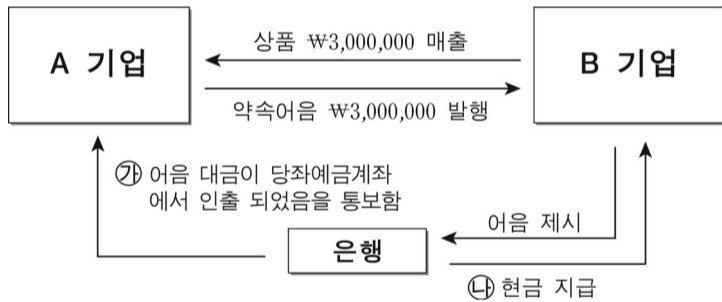 상품 ₩3,000,000 매출
A 기업
B 기업
약속어음 ₩3,000,000 발행
㉮ 어음 대금이 당좌예금계좌
에서 인출 되었음을 통보함
어음 제시
은행
㉯ 현금 지급